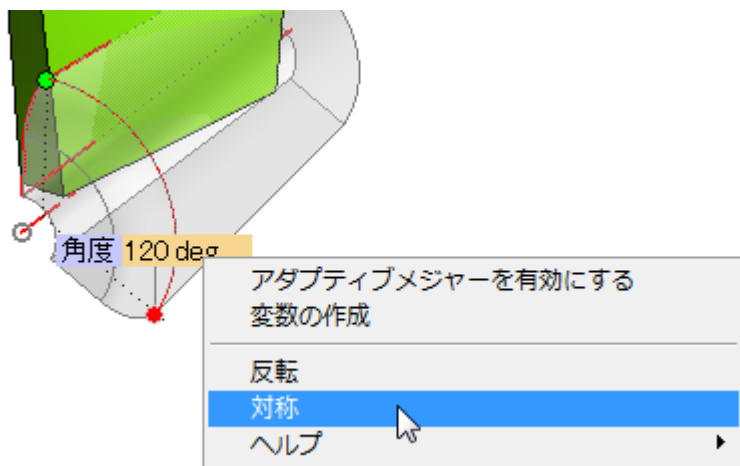 角度 120 deg
アダプティブメジャーを有効にする
変数の作成
反転
対称
ヘルプ